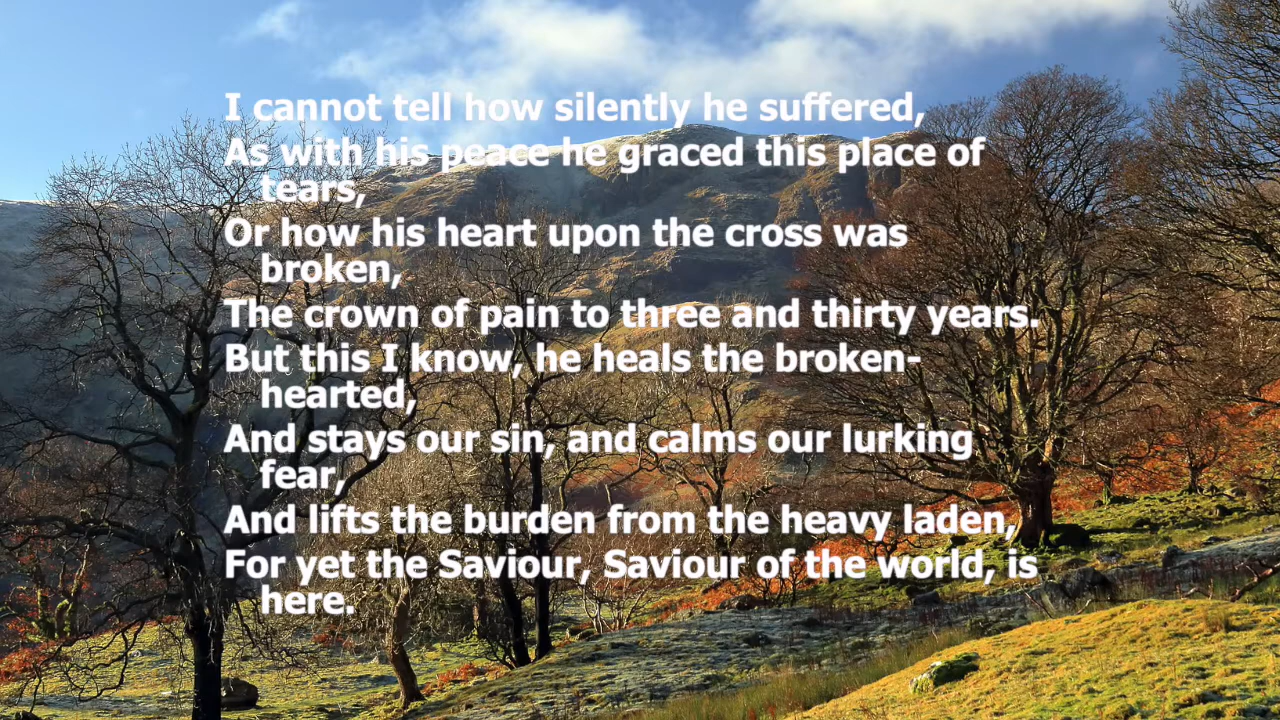 I cannot tell how silently he suffered,
As with his peace he graced this place of
tears,
Or how his heart upon the cross was
broken,
The crown of pain to three and thirty years.
But this I know, he heals the broken-
hearted,
And stays our sin, and calms our lurking
fear,
And lifts the burden from the heavy laden,
For yet the Saviour, Saviour of the world, is
here.